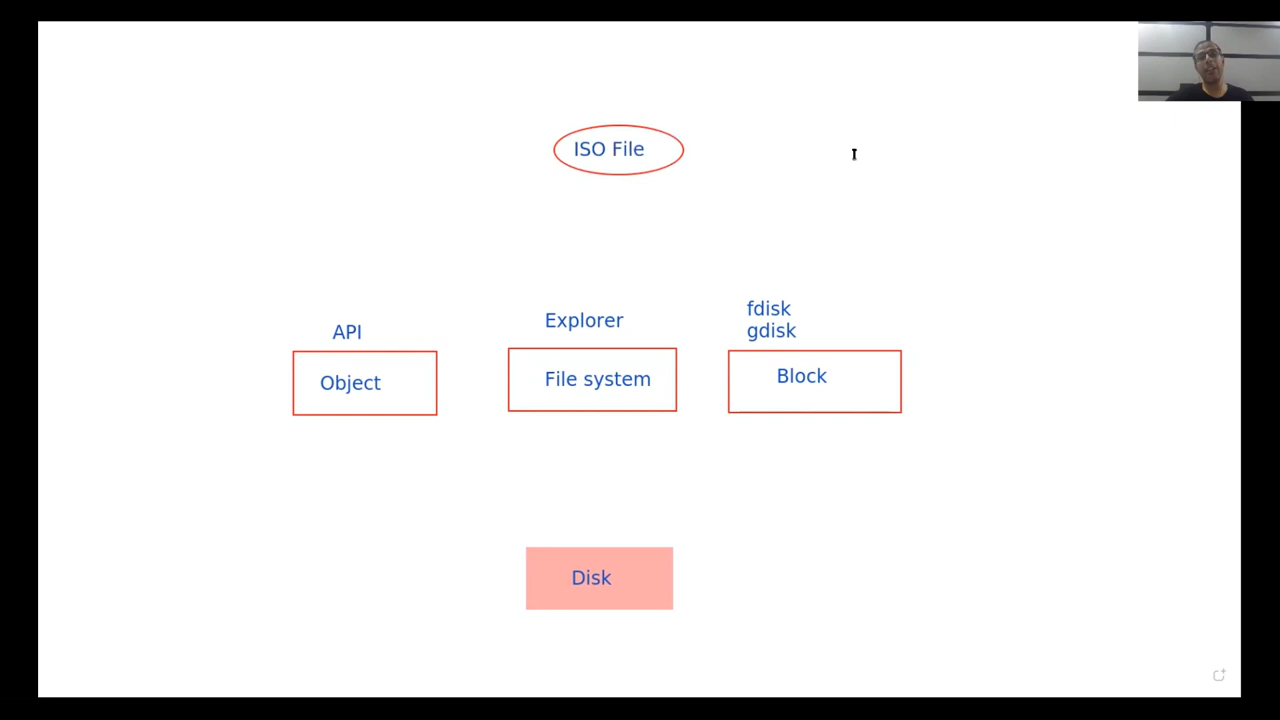 ISO File
API
Explorer
fdisk
gdisk
Object
File system
Block
Disk